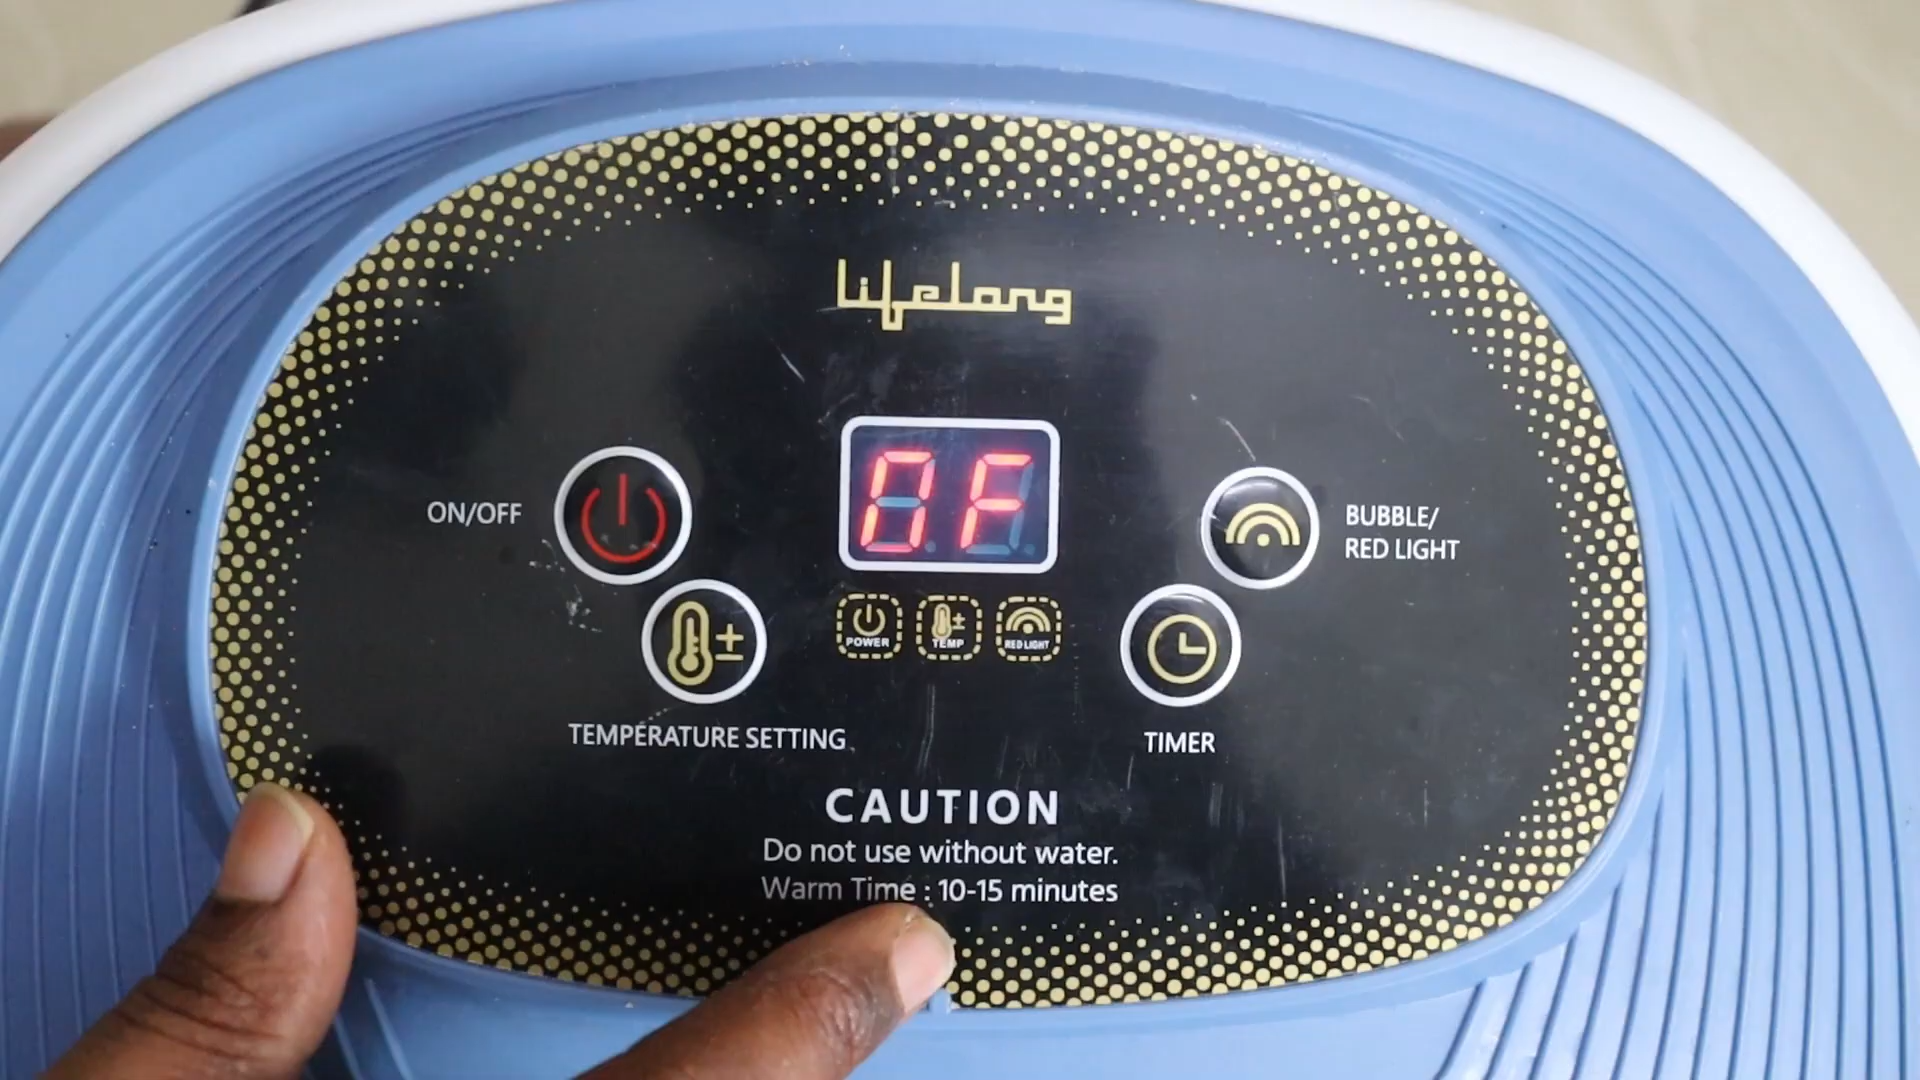 Lifelong
OF
ON/OFF
BUBBLE/
RED LIGHT
POWER
TEMP
RED LIGHT
TEMPERATURE SETTING
TIMER
CAUTION
Do not use without water.
Warm Time : 10-15 minutes